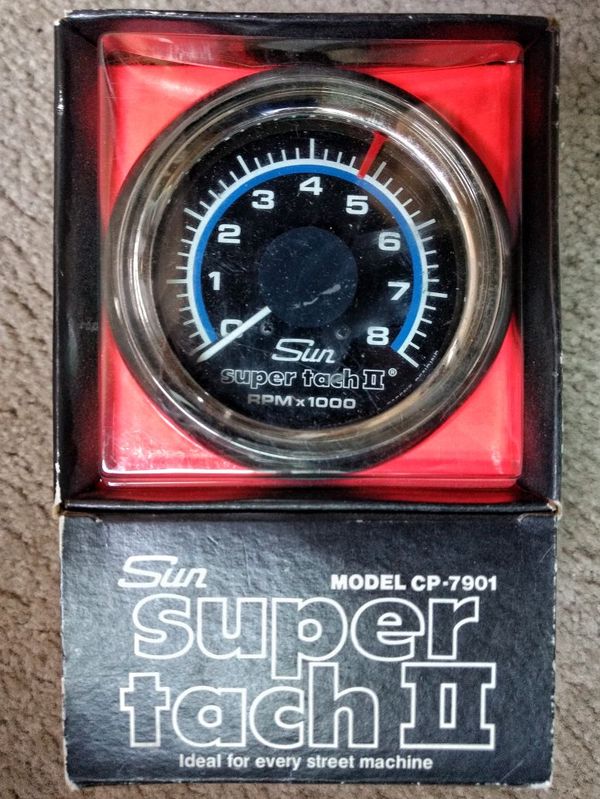 0
1
2
3
4
5
6
7
8
Sun
super tach II®
RPM x 1000
Sun
MODEL CP-7901
super
tach II
Ideal for every street machine